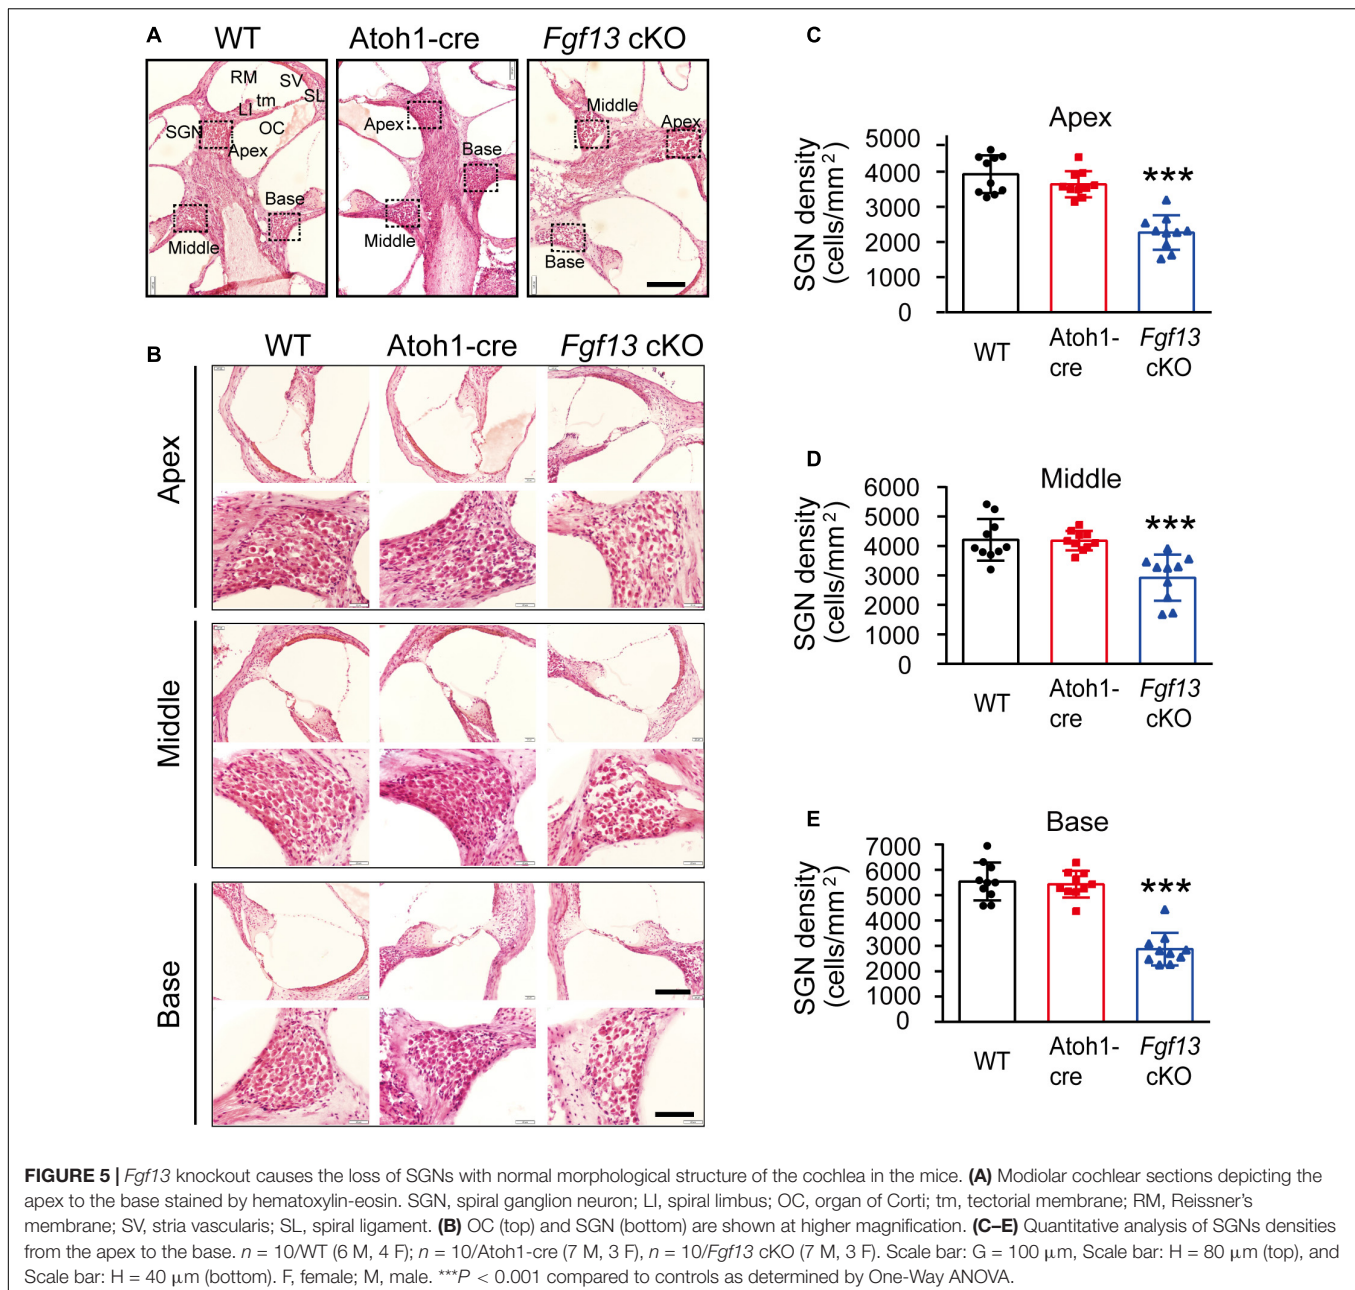 A
WT
Atoh1-cre
Fgf13 cKO
RM
SV
SL
tm
LI
SGN
OC
Apex
Base
Middle
Apex
Base
Middle
Middle
Apex
Base
B
WT
Atoh1-cre
Fgf13 cKO
Apex
Middle
Base
C
Apex
SGN density
(cells/mm²)
5000
4000
3000
2000
1000
0
***
WT
Atoh1-
cre
Fgf13
cKO
D
Middle
SGN density
(cells/mm²)
6000
5000
4000
3000
2000
1000
0
***
WT
Atoh1-
cre
Fgf13
cKO
E
Base
SGN density
(cells/mm²)
7000
6000
5000
4000
3000
2000
1000
0
***
WT
Atoh1-
cre
Fgf13
cKO
FIGURE 5 | Fgf13 knockout causes the loss of SGNs with normal morphological structure of the cochlea in the mice. (A) Modiolar cochlear sections depicting the
apex to the base stained by hematoxylin-eosin. SGN, spiral ganglion neuron; LI, spiral limbus; OC, organ of Corti; tm, tectorial membrane; RM, Reissner's
membrane; SV, stria vascularis; SL, spiral ligament. (B) OC (top) and SGN (bottom) are shown at higher magnification. (C–E) Quantitative analysis of SGNs densities
from the apex to the base. n = 10/WT (6 M, 4 F); n = 10/Atoh1-cre (7 M, 3 F), n = 10/Fgf13 cKO (7 M, 3 F). Scale bar: G = 100 μm, Scale bar: H = 80 μm (top), and
Scale bar: H = 40 μm (bottom). F, female; M, male. ***P < 0.001 compared to controls as determined by One-Way ANOVA.